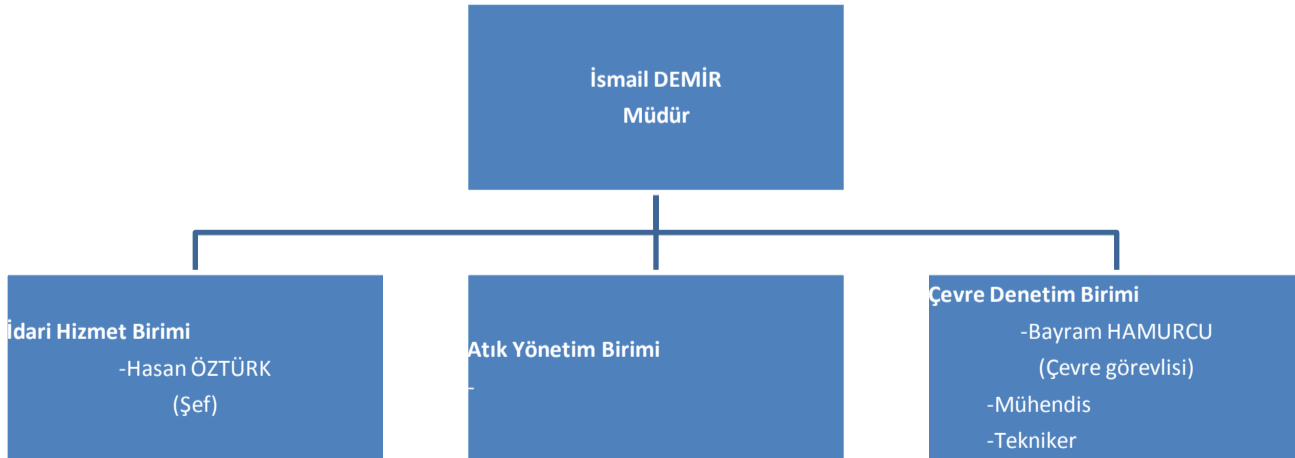 İsmail DEMİR
Müdür
İdari Hizmet Birimi
-Hasan ÖZTÜRK
(Şef)
Atık Yönetim Birimi
-
Çevre Denetim Birimi
-Bayram HAMURCU
(Çevre görevlisi)
-Mühendis
-Tekniker